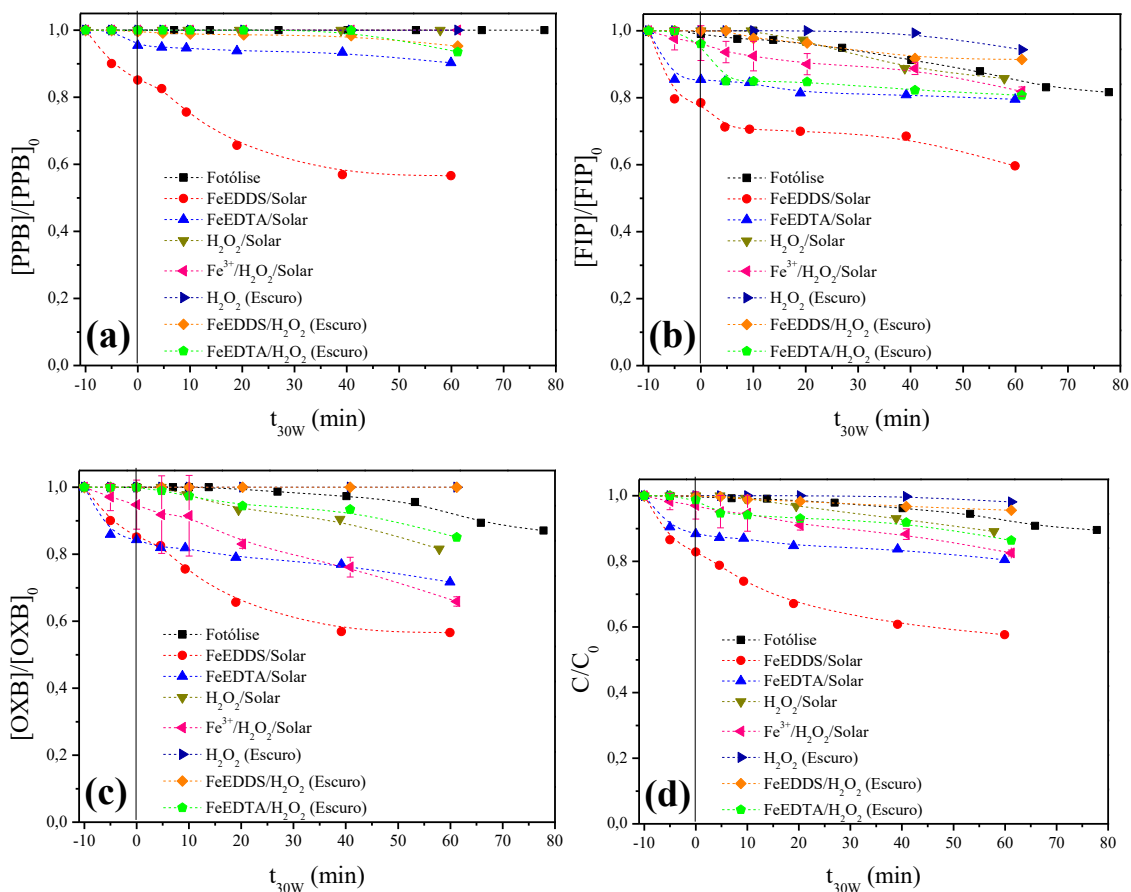 1,0
0,8
0,6
0,4
0,2
0,0
[PPB]/[PPB]0
Fotólise
FeEDDS/Solar
FeEDTA/Solar
H2O2/Solar
Fe3+/H2O2/Solar
H2O2 (Escuro)
FeEDDS/H2O2 (Escuro)
FeEDTA/H2O2 (Escuro)
(a)
-10 0 10 20 30 40 50 60 70 80
t30W (min)
1,0
0,8
0,6
0,4
0,2
0,0
[FIP]/[FIP]0
Fotólise
FeEDDS/Solar
FeEDTA/Solar
H2O2/Solar
Fe3+/H2O2/Solar
H2O2 (Escuro)
FeEDDS/H2O2 (Escuro)
FeEDTA/H2O2 (Escuro)
(b)
-10 0 10 20 30 40 50 60 70 80
t30W (min)
1,0
0,8
0,6
0,4
0,2
0,0
[OXB]/[OXB]0
Fotólise
FeEDDS/Solar
FeEDTA/Solar
H2O2/Solar
Fe3+/H2O2/Solar
H2O2 (Escuro)
FeEDDS/H2O2 (Escuro)
FeEDTA/H2O2 (Escuro)
(c)
-10 0 10 20 30 40 50 60 70 80
t30W (min)
1,0
0,8
0,6
0,4
0,2
0,0
C/C0
Fotólise
FeEDDS/Solar
FeEDTA/Solar
H2O2/Solar
Fe3+/H2O2/Solar
H2O2 (Escuro)
FeEDDS/H2O2 (Escuro)
FeEDTA/H2O2 (Escuro)
(d)
-10 0 10 20 30 40 50 60 70 80
t30W (min)